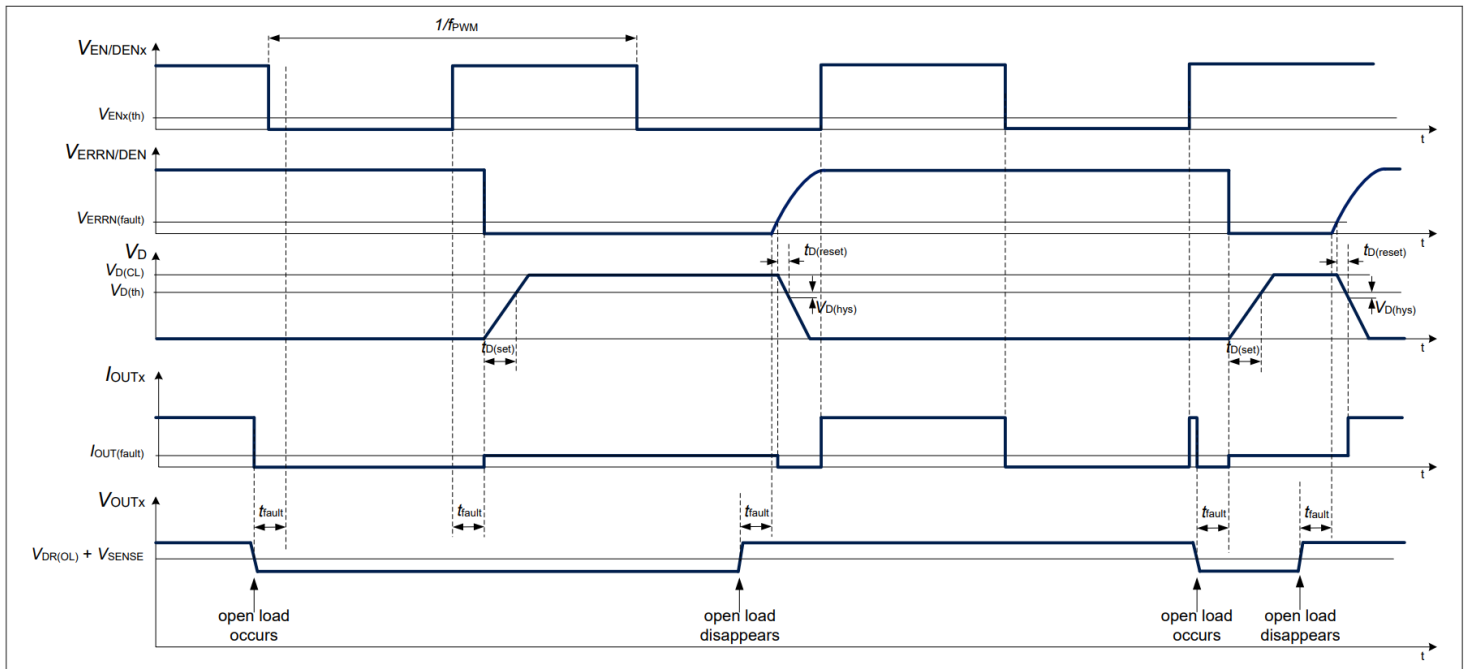 1/fPWM
VEN/DENx
VENx(th)
t
VERRN/DEN
VERRN(fault)
t
tD(reset) tD(reset)
VD
VD(CL)
VD(th)
VD(hys) VD(hys)
tD(set) tD(set)
t
IOUTx
IOUT(fault)
t
VOUTx
tfault tfault tfault tfault tfault
VDR(OL) + VSENSE
open load open load open load open load
occurs disappears occurs disappears
t